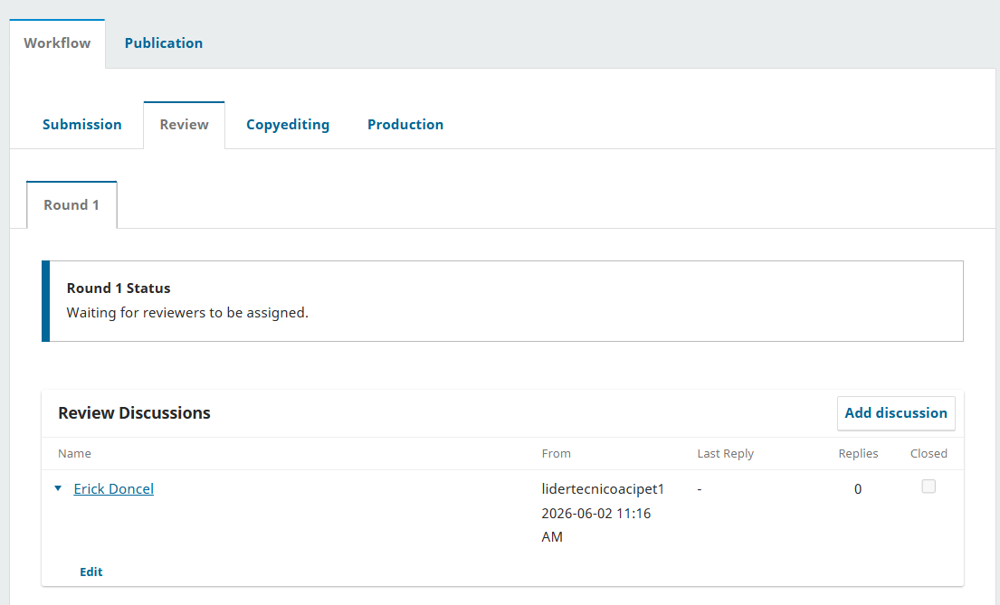 Workflow Publication
Submission Review Copyediting Production
Round 1
Round 1 Status
Waiting for reviewers to be assigned.
Review Discussions Add discussion
Name From Last Reply Replies Closed
Erick Doncel lidertecnicoacipet1 - 0
2026-06-02 11:16
AM
Edit